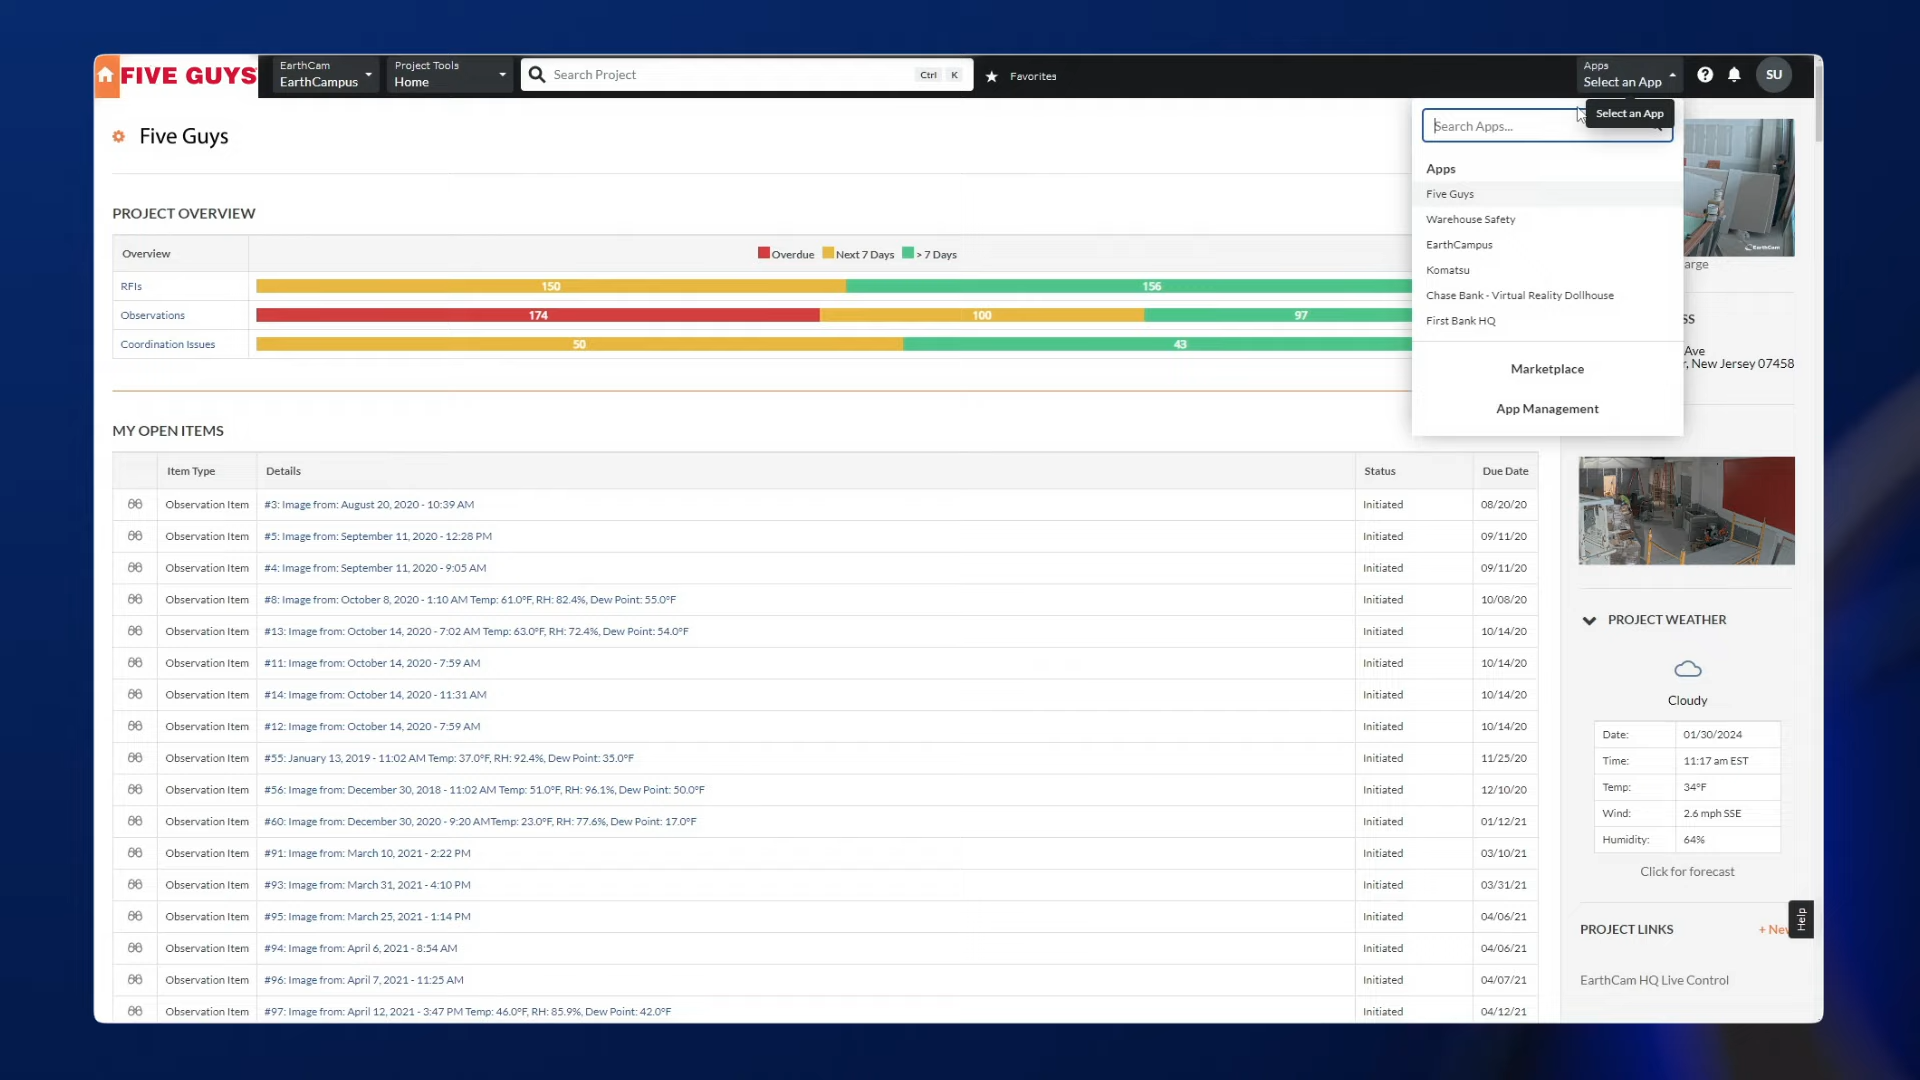 FIVE GUYS
EarthCam
EarthCampus
Project Tools
Home
Search Project
Ctrl K
Favorites
Apps
Select an App
SU
Select an App
Search Apps...
Apps
Five Guys
Warehouse Safety
EarthCampus
Komatsu
Chase Bank - Virtual Reality Dollhouse
First Bank HQ
Marketplace
App Management
Five Guys
PROJECT OVERVIEW
Overview
Overdue Next 7 Days > 7 Days
RFIs 150 156
Observations 174 100 97
Coordination Issues 50 43
EarthCam
arge
SS
Ave
r, New Jersey 07458
MY OPEN ITEMS
Item Type Details Status Due Date
Observation Item #3: Image from: August 20, 2020 - 10:39 AM Initiated 08/20/20
Observation Item #5: Image from: September 11, 2020 - 12:28 PM Initiated 09/11/20
Observation Item #4: Image from: September 11, 2020 - 9:05 AM Initiated 09/11/20
Observation Item #8: Image from: October 8, 2020 - 1:10 AM Temp: 61.0°F, RH: 82.4%, Dew Point: 55.0°F Initiated 10/08/20
Observation Item #13: Image from: October 14, 2020 - 7:02 AM Temp: 63.0°F, RH: 72.4%, Dew Point: 54.0°F Initiated 10/14/20
Observation Item #11: Image from: October 14, 2020 - 7:59 AM Initiated 10/14/20
Observation Item #14: Image from: October 14, 2020 - 11:31 AM Initiated 10/14/20
Observation Item #12: Image from: October 14, 2020 - 7:59 AM Initiated 10/14/20
Observation Item #55: January 13, 2019 - 11:02 AM Temp: 37.0°F, RH: 92.4%, Dew Point: 35.0°F Initiated 11/25/20
Observation Item #56: Image from: December 30, 2018 - 11:02 AM Temp: 51.0°F, RH: 96.1%, Dew Point: 50.0°F Initiated 12/10/20
Observation Item #60: Image from: December 30, 2020 - 9:20 AMTemp: 23.0°F, RH: 77.6%, Dew Point: 17.0°F Initiated 01/12/21
Observation Item #91: Image from: March 10, 2021 - 2:22 PM Initiated 03/10/21
Observation Item #93: Image from: March 31, 2021 - 4:10 PM Initiated 03/31/21
Observation Item #95: Image from: March 25, 2021 - 1:14 PM Initiated 04/06/21
Observation Item #94: Image from: April 6, 2021 - 8:54 AM Initiated 04/06/21
Observation Item #96: Image from: April 7, 2021 - 11:25 AM Initiated 04/07/21
Observation Item #97: Image from: April 12, 2021 - 3:47 PM Temp: 46.0°F, RH: 85.9%, Dew Point: 42.0°F Initiated 04/12/21
PROJECT WEATHER
Cloudy
Date: 01/30/2024
Time: 11:17 am EST
Temp: 34°F
Wind: 2.6 mph SSE
Humidity: 64%
Click for forecast
Help
PROJECT LINKS + New
EarthCam HQ Live Control